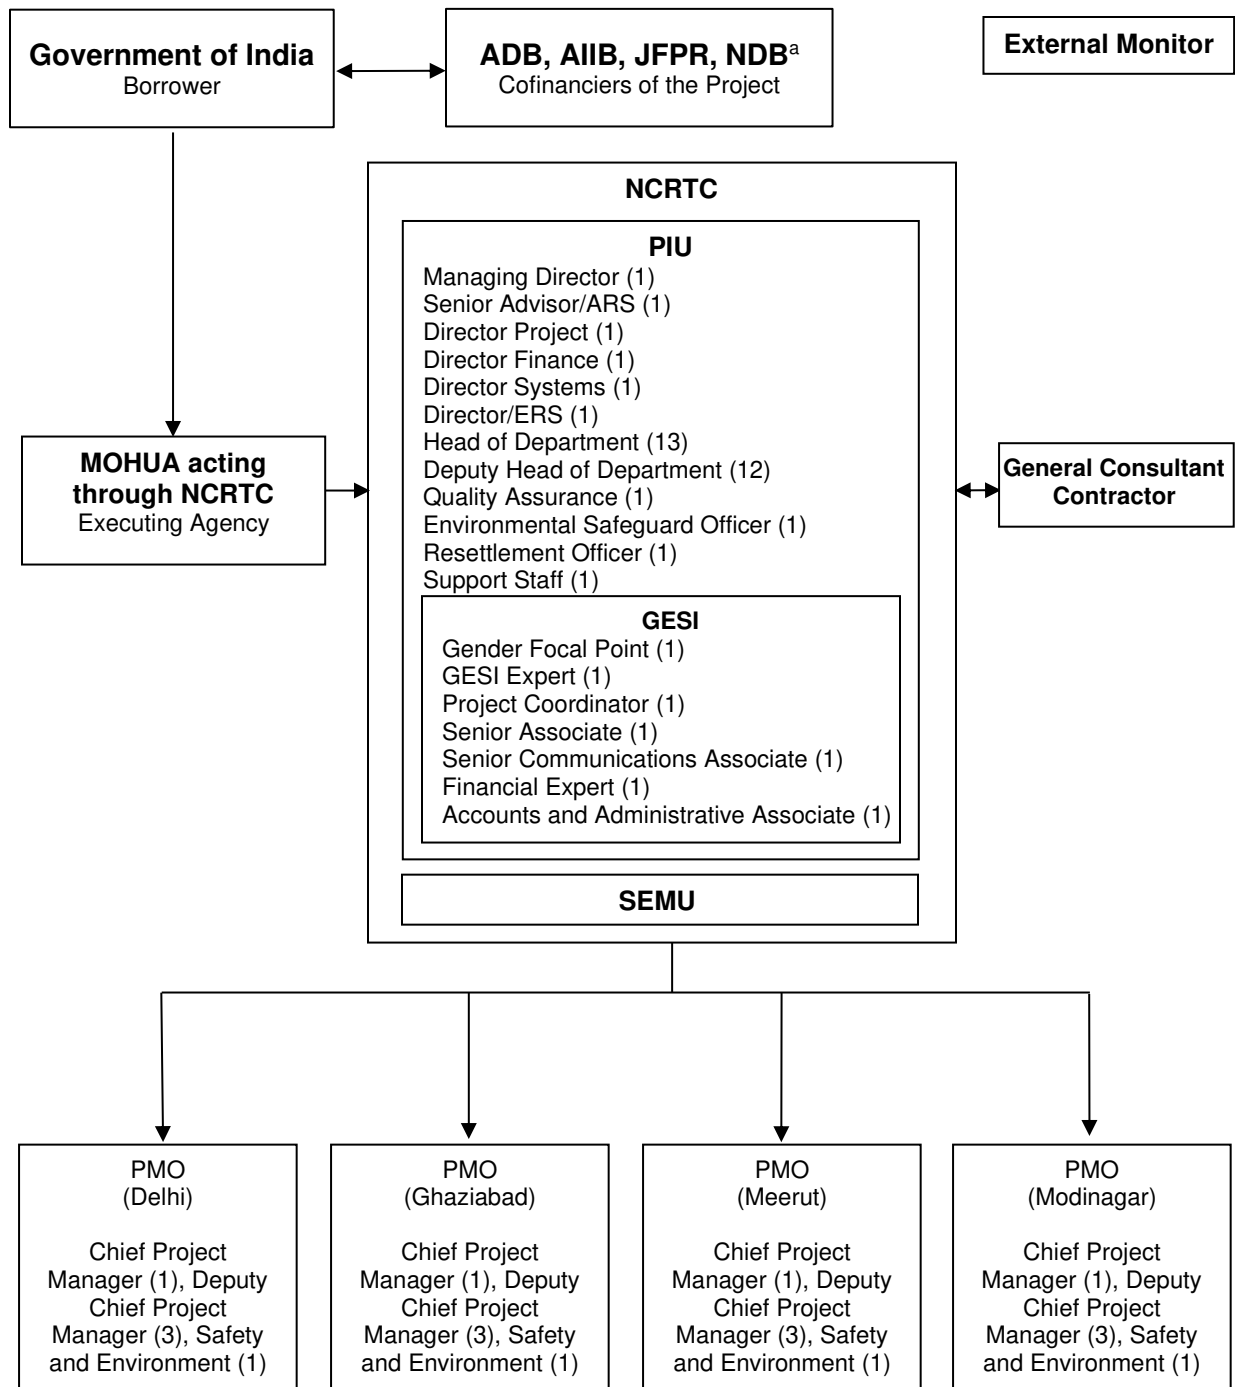 Government of India
Borrower
ADB, AIIB, JFPR, NDBᵃ
Cofinanciers of the Project
External Monitor
NCRTC
PIU
Managing Director (1)
Senior Advisor/ARS (1)
Director Project (1)
Director Finance (1)
Director Systems (1)
Director/ERS (1)
Head of Department (13)
Deputy Head of Department (12)
Quality Assurance (1)
Environmental Safeguard Officer (1)
Resettlement Officer (1)
Support Staff (1)
GESI
Gender Focal Point (1)
GESI Expert (1)
Project Coordinator (1)
Senior Associate (1)
Senior Communications Associate (1)
Financial Expert (1)
Accounts and Administrative Associate (1)
SEMU
MOHUA acting
through NCRTC
Executing Agency
General Consultant
Contractor
PMO
(Delhi)
Chief Project
Manager (1), Deputy
Chief Project
Manager (3), Safety
and Environment (1)
PMO
(Ghaziabad)
Chief Project
Manager (1), Deputy
Chief Project
Manager (3), Safety
and Environment (1)
PMO
(Meerut)
Chief Project
Manager (1), Deputy
Chief Project
Manager (3), Safety
and Environment (1)
PMO
(Modinagar)
Chief Project
Manager (1), Deputy
Chief Project
Manager (3), Safety
and Environment (1)